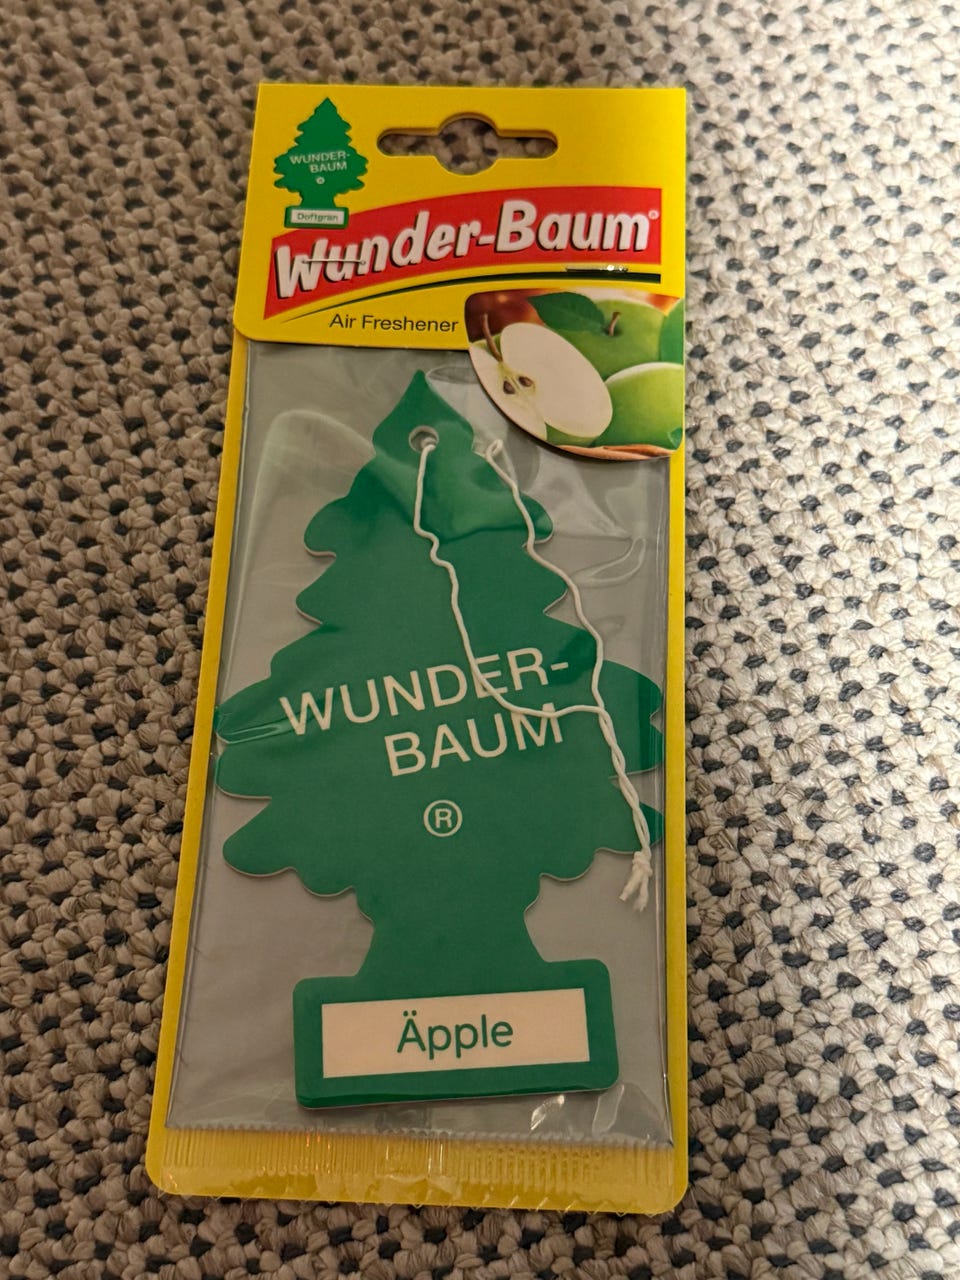 WUNDER-
BAUM
®
Doftgran
Wunder-Baum®
Air Freshener
WUNDER-
BAUM
®
Äpple